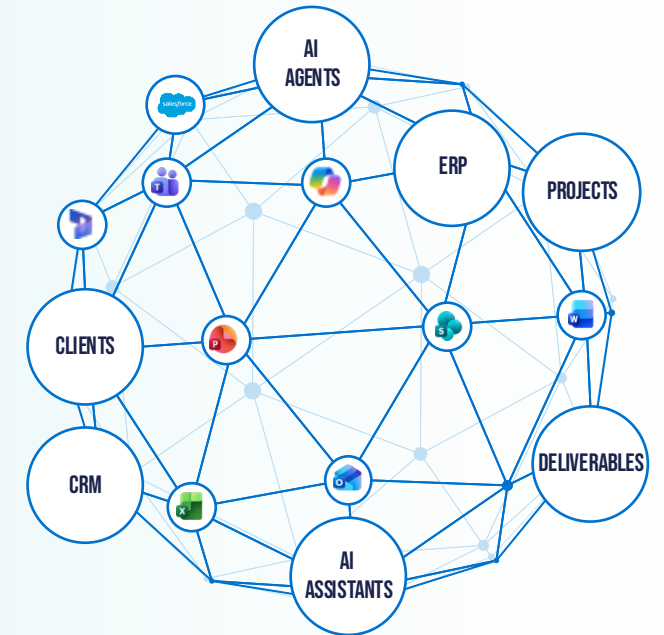 AI
AGENTS
salesforce
ERP
PROJECTS
CLIENTS
P
S
W
CRM
DELIVERABLES
X
O
AI
ASSISTANTS
T